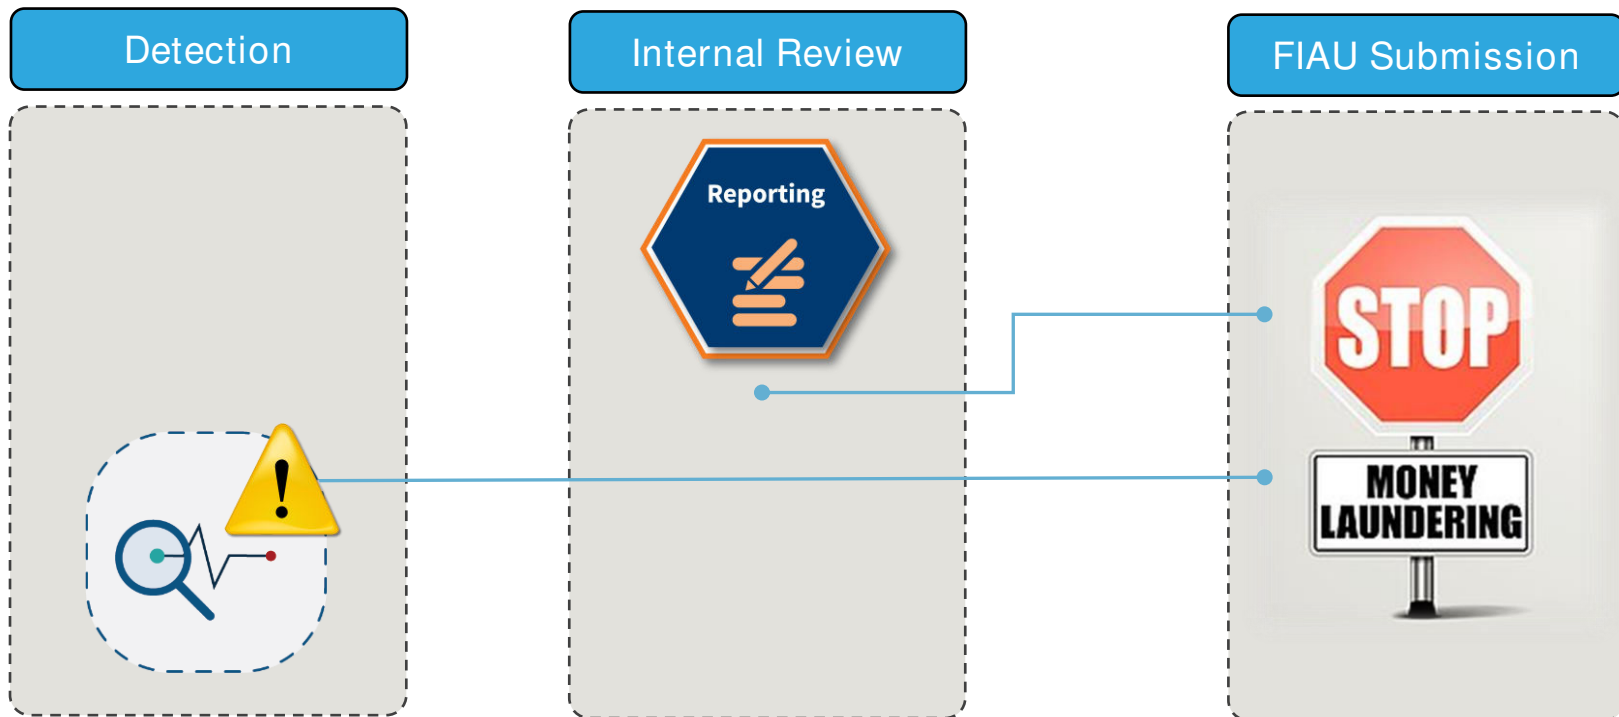 Detection
Internal Review
FIAU Submission
Reporting
STOP
MONEY
LAUNDERING